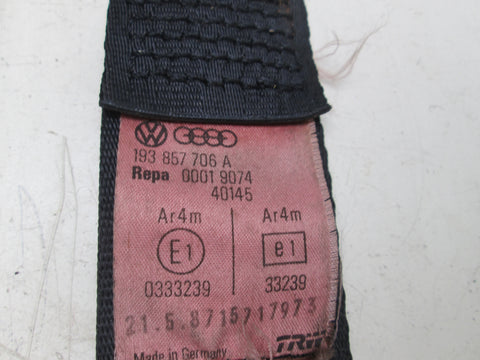 193 857 706 A
Repa 0001 9074
40145
Ar4m Ar4m
E1 e1
0333239 33239
21.5.8715717973
Made in Germany TRW